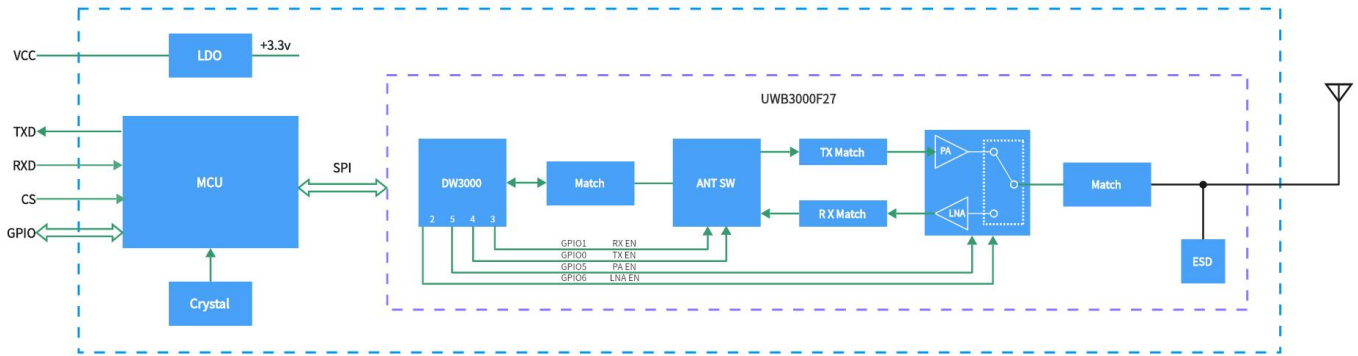 VCC
LDO
+3.3v
UWB3000F27
TXD
RXD
CS
GPIO
MCU
SPI
Crystal
DW3000
2 5 4 3
Match
ANT SW
TX Match
R X Match
PA
LNA
Match
ESD
GPIO1 RX EN
GPIO0 TX EN
GPIO5 PA EN
GPIO6 LNA EN